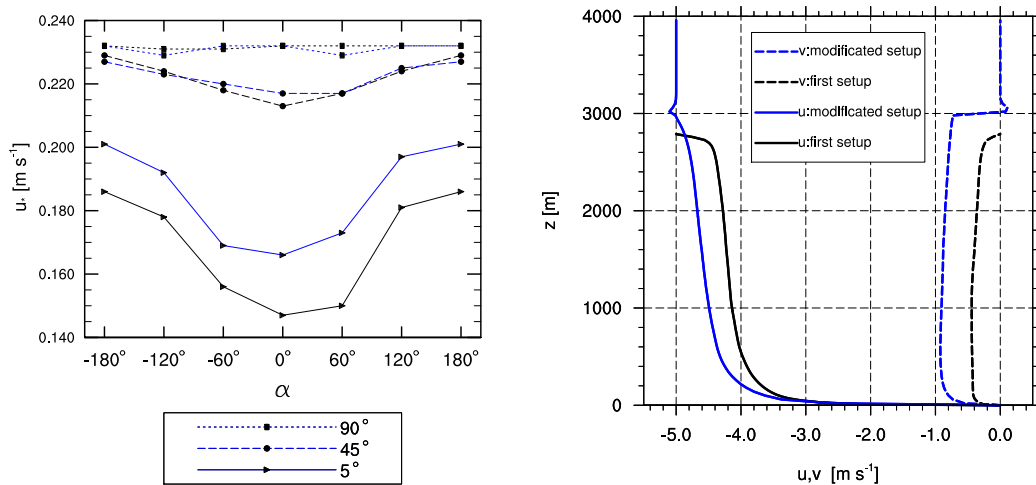 u* [m s⁻¹]
0.240
0.220
0.200
0.180
0.160
0.140
-180° -120° -60° 0° 60° 120° 180°
α
90°
45°
5°
z [m]
4000
3000
2000
1000
0
v:modificated setup
v:first setup
u:modificated setup
u:first setup
-5.0 -4.0 -3.0 -2.0 -1.0 0.0
u,v [m s⁻¹]